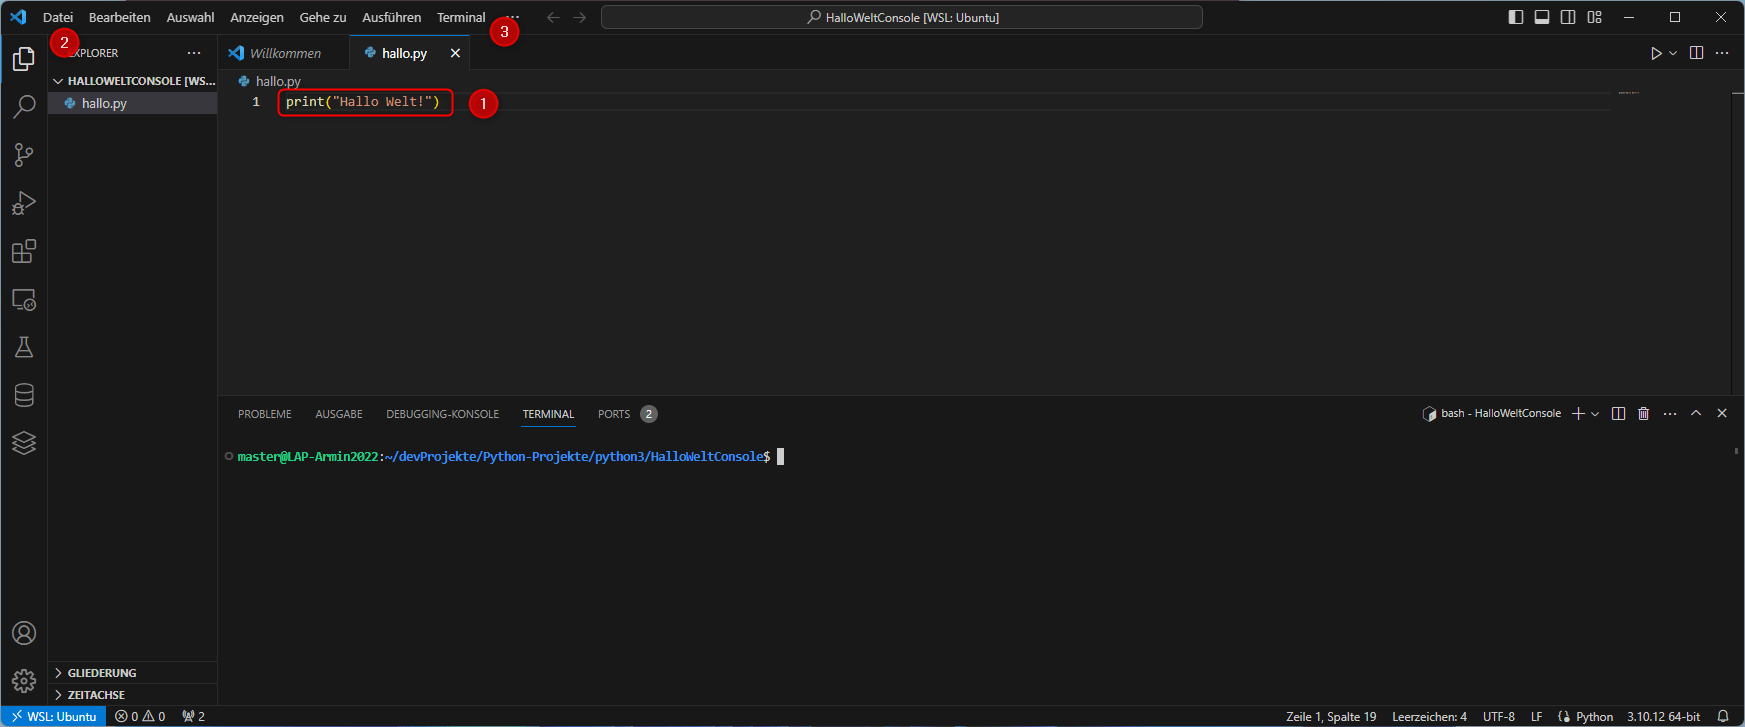 Datei Bearbeiten Auswahl Anzeigen Gehe zu Ausführen Terminal ... HalloWeltConsole [WSL: Ubuntu]
2
3
EXPLORER ...
Willkommen
hallo.py
HALLOWELTCONSOLE [WS...
hallo.py
hallo.py
1 print("Hallo Welt!")
1
PROBLEME AUSGABE DEBUGGING-KONSOLE TERMINAL PORTS 2
bash - HalloWeltConsole
master@LAP-Armin2022:~/devProjekte/Python-Projekte/python3/HalloWeltConsole$
GLIEDERUNG
ZEITACHSE
WSL: Ubuntu 0 0 2
Zeile 1, Spalte 19 Leerzeichen: 4 UTF-8 LF Python 3.10.12 64-bit